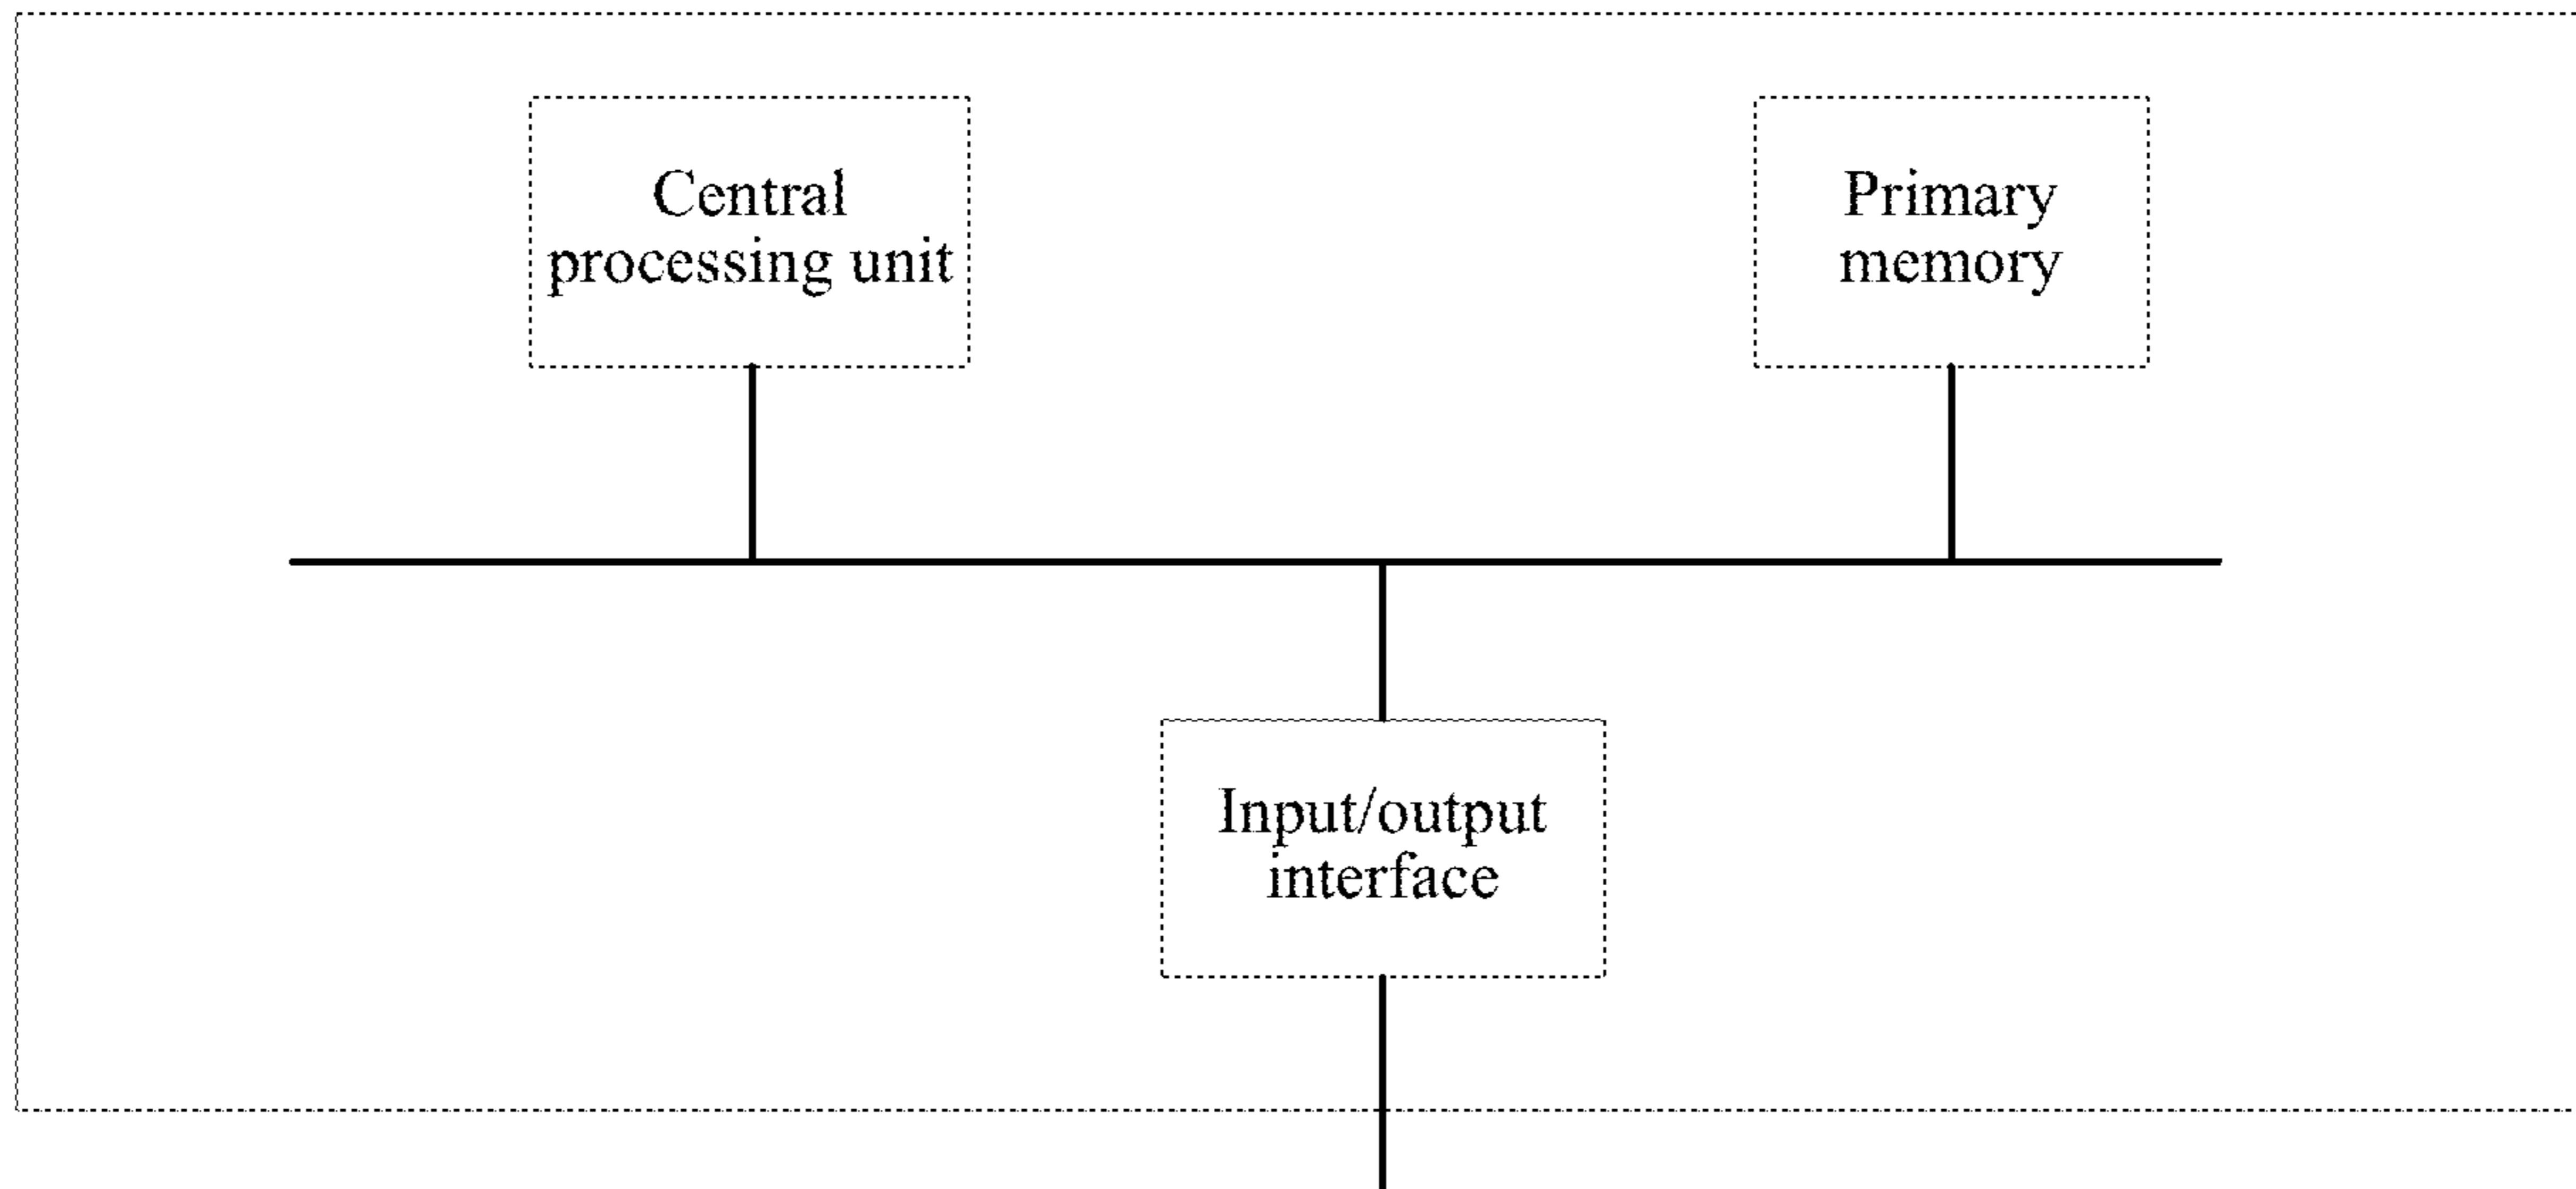 Central
processing unit
Primary
memory
Input/output
interface